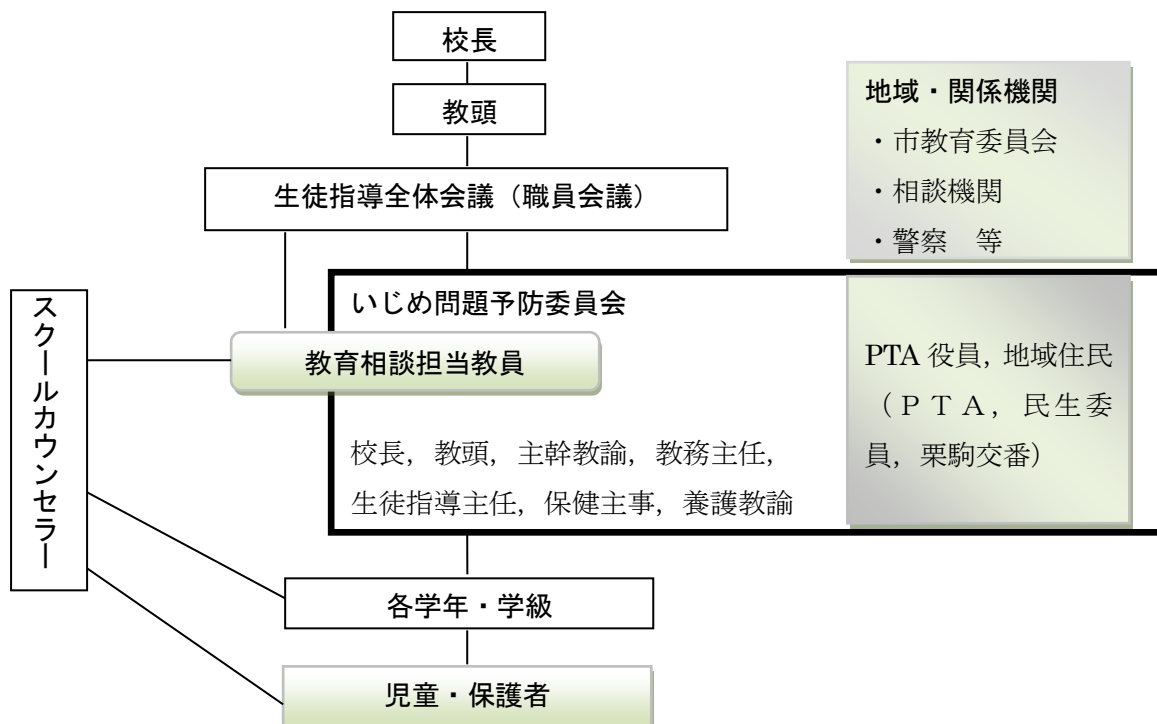 校長
教頭
生徒指導全体会議（職員会議）
地域・関係機関
・市教育委員会
・相談機関
・警察　等
スクールカウンセラー
いじめ問題予防委員会
教育相談担当教員
校長，教頭，主幹教諭，教務主任，
生徒指導主任，保健主事，養護教諭
PTA 役員，地域住民
（ＰＴＡ，民生委
員，栗駒交番）
各学年・学級
児童・保護者